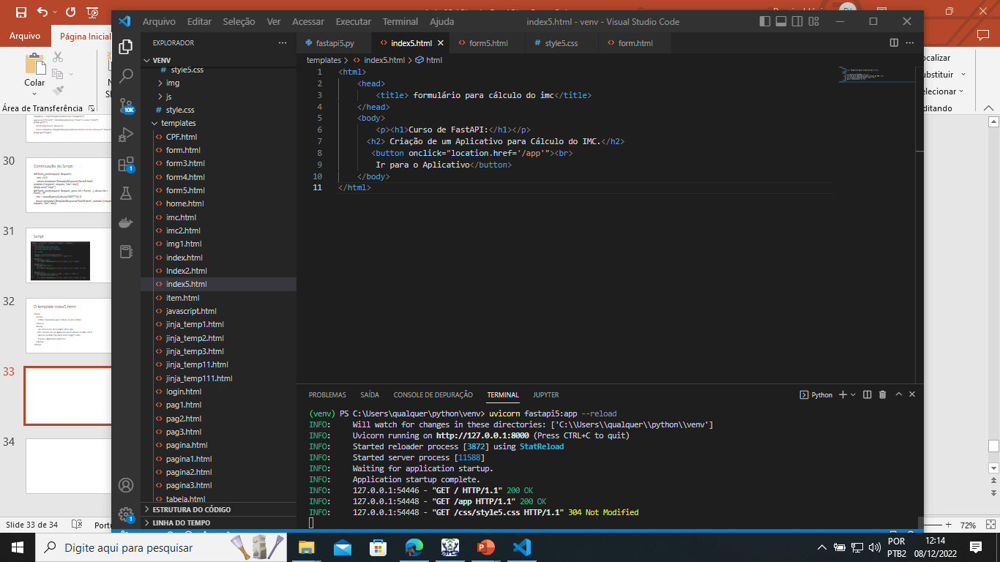 Arquivo Editar Seleção Ver Acessar Executar Terminal Ajuda
index5.html - venv - Visual Studio Code
Arquivo
Página Inicial
Colar
Área de Transferência
ocalizar
ubstituir
elecionar
ditando
30
Continuação do Script:
31
Script
32
O template index5.html:
33
34
Slide 33 de 34
EXPLORADOR
VENV
style5.css
img
js
style.css
templates
CPF.html
form.html
form3.html
form4.html
form5.html
home.html
imc.html
imc2.html
img1.html
index.html
Index2.html
index5.html
item.html
javascript.html
jinja_temp1.html
jinja_temp2.html
jinja_temp3.html
jinja_temp11.html
jinja_temp111.html
login.html
pag1.html
pag2.html
pag3.html
pagina.html
pagina1.html
pagina2.html
pagina3.html
tabela.html
ESTRUTURA DO CÓDIGO
LINHA DO TEMPO
10K
1
1
fastapi5.py index5.html form5.html style5.css form.html
templates > index5.html > html
1 <html>
2 <head>
3 <title> formulário para cálculo do imc</title>
4 </head>
5 <body>
6 <p><h1>Curso de FastAPI:</h1></p>
7 <h2> Criação de um Aplicativo para Cálculo do IMC.</h2>
8 <button onclick="location.href='/app'"><br>
9 Ir para o Aplicativo</button>
10 </body>
11 </html>
PROBLEMAS SAÍDA CONSOLE DE DEPURAÇÃO TERMINAL JUPYTER
Python
(venv) PS C:\Users\qualquer\python\venv> uvicorn fastapi5:app --reload
INFO: Will watch for changes in these directories: ['C:\\Users\\qualquer\\python\\venv']
INFO: Uvicorn running on http://127.0.0.1:8000 (Press CTRL+C to quit)
INFO: Started reloader process [3872] using StatReload
INFO: Started server process [11588]
INFO: Waiting for application startup.
INFO: Application startup complete.
INFO: 127.0.0.1:54446 - "GET / HTTP/1.1" 200 OK
INFO: 127.0.0.1:54448 - "GET /app HTTP/1.1" 200 OK
INFO: 127.0.0.1:54448 - "GET /css/style5.css HTTP/1.1" 304 Not Modified
72%
Digite aqui para pesquisar
POR
PTB2
12:14
08/12/2022